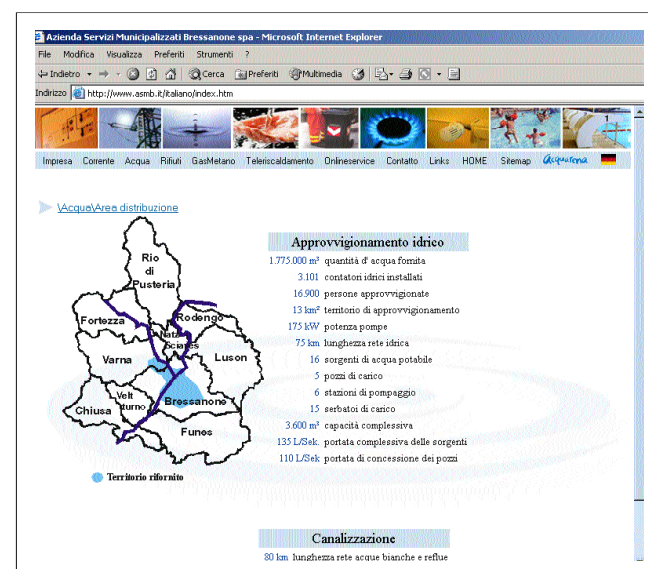 Azienda Servizi Municipalizzati Bressanone spa - Microsoft Internet Explorer
File Modifica Visualizza Preferiti Strumenti ?
Indietro Cerca Preferiti Multimedia
Indirizzo http://www.asmb.it/italiano/index.htm
1
Impresa Corrente Acqua Rifiuti GasMetano Teleriscaldamento Onlineservice Contatto Links HOME Sitemap Acquarena
\Acqua\Area distribuzione
Rio
di
Pusteria
Fortezza
Rodengo
Naz
Sciaves
Varna
Luson
Velt
turno
Bressanone
Chiusa
Funes
Territorio rifornito
Approvvigionamento idrico
1.775.000 m³ quantità d' acqua fornita
3.101 contatori idrici installati
16.900 persone approvvigionate
13 km² territorio di approvvigionamento
175 kW potenza pompe
75 km lunghezza rete idrica
16 sorgenti di acqua potabile
5 pozzi di carico
6 stazioni di pompaggio
15 serbatoi di carico
3.600 m³ capacità complessiva
135 L/Sek. portata complessiva delle sorgenti
110 L/Sek portata di concessione dei pozzi
Canalizzazione
80 km lunghezza rete acque bianche e reflue